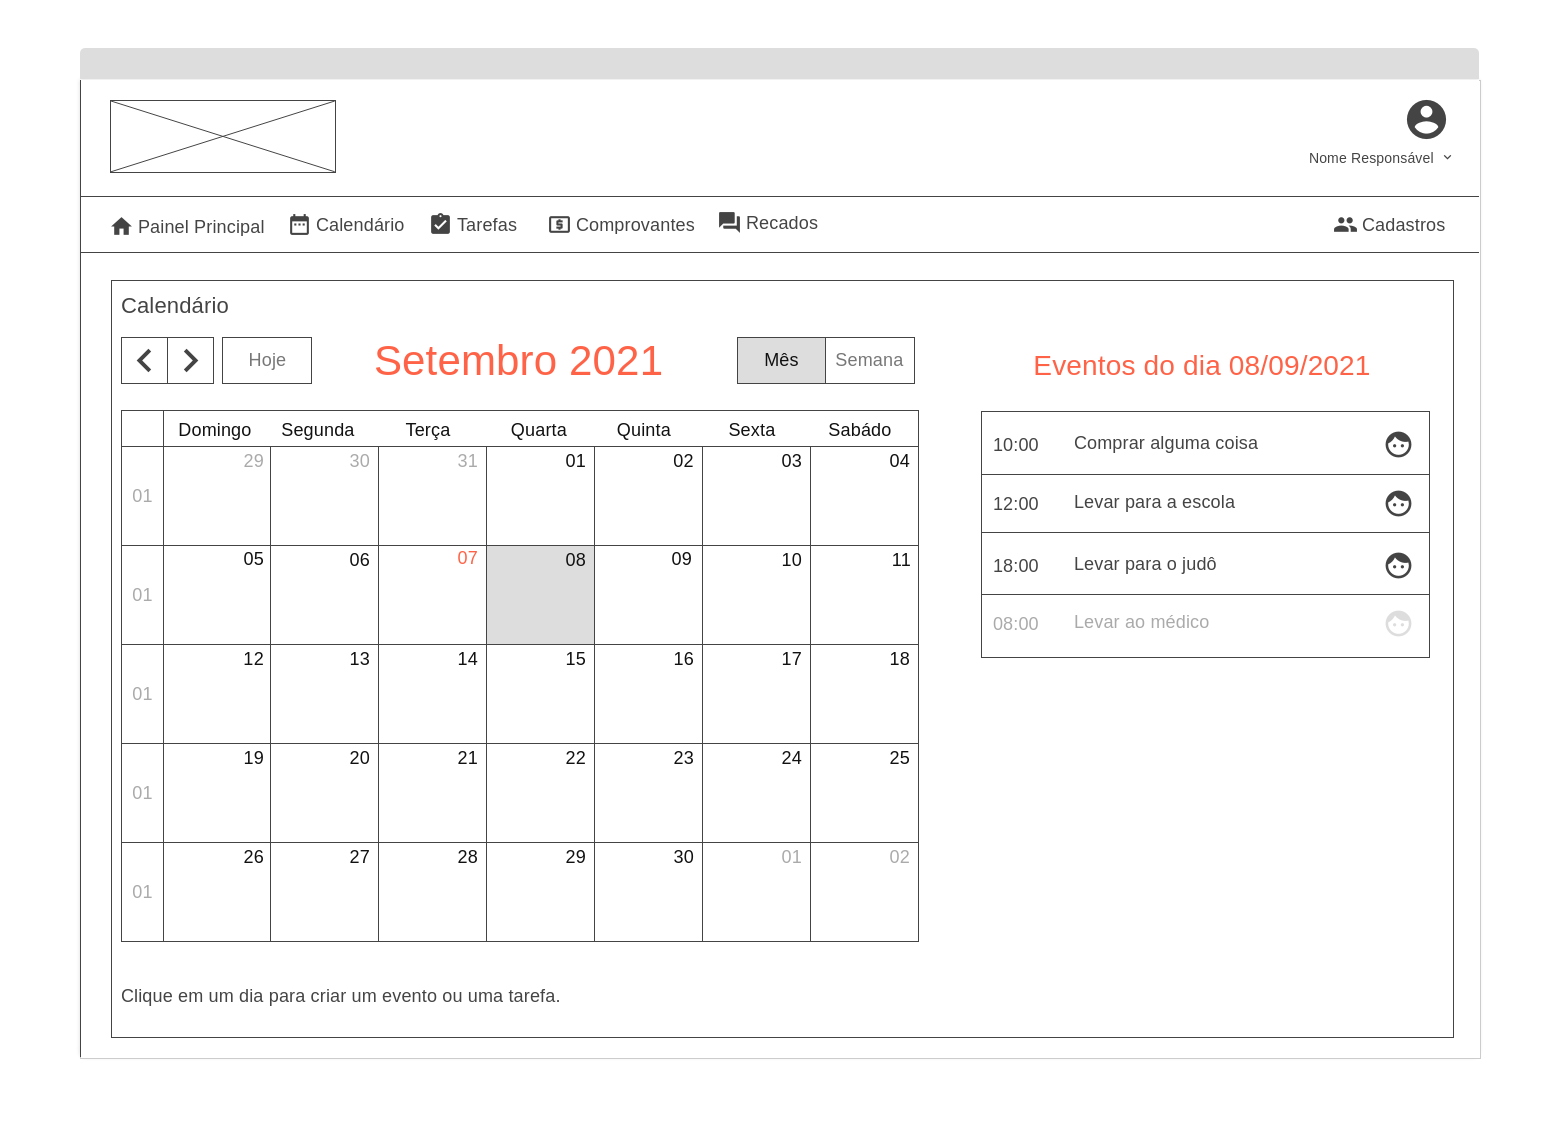 Nome Responsável
Painel Principal Calendário Tarefas Comprovantes Recados Cadastros
Calendário
Hoje Setembro 2021 Mês Semana
Eventos do dia 08/09/2021
Domingo Segunda Terça Quarta Quinta Sexta Sabádo
29 30 31 01 02 03 04
01
05 06 07 08 09 10 11
01
12 13 14 15 16 17 18
01
19 20 21 22 23 24 25
01
26 27 28 29 30 01 02
01
10:00 Comprar alguma coisa
12:00 Levar para a escola
18:00 Levar para o judô
08:00 Levar ao médico
Clique em um dia para criar um evento ou uma tarefa.